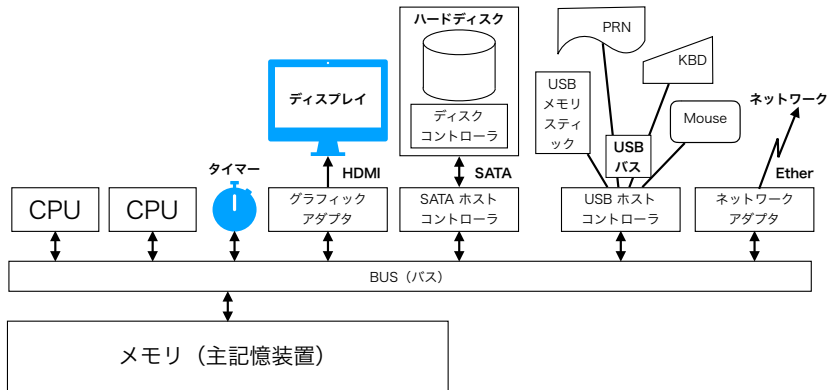 ハードディスク
PRN
KBD
USB
メモリ
スティ
ック
ディスプレイ
ディスク
コントローラ
USB
バス
Mouse
ネットワーク
タイマー
HDMI
SATA
Ether
CPU
CPU
グラフィック
アダプタ
SATA ホスト
コントローラ
USB ホスト
コントローラ
ネットワーク
アダプタ
BUS（バス）
メモリ（主記憶装置）